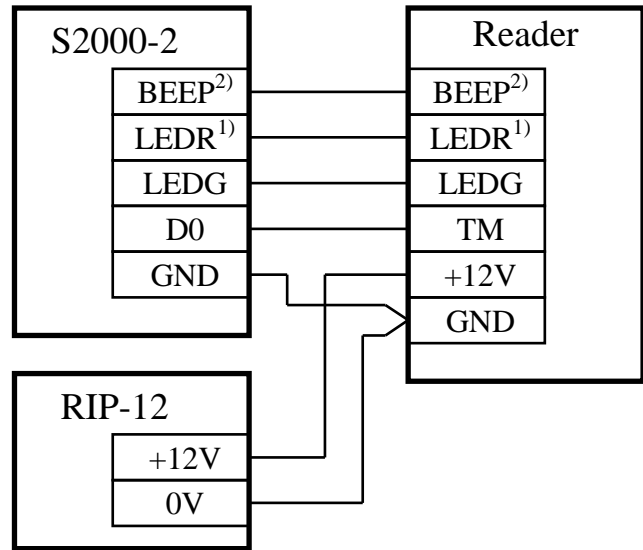 S2000-2
BEEP2)
LEDR1)
LEDG
D0
GND
Reader
BEEP2)
LEDR1)
LEDG
TM
+12V
GND
RIP-12
+12V
0V